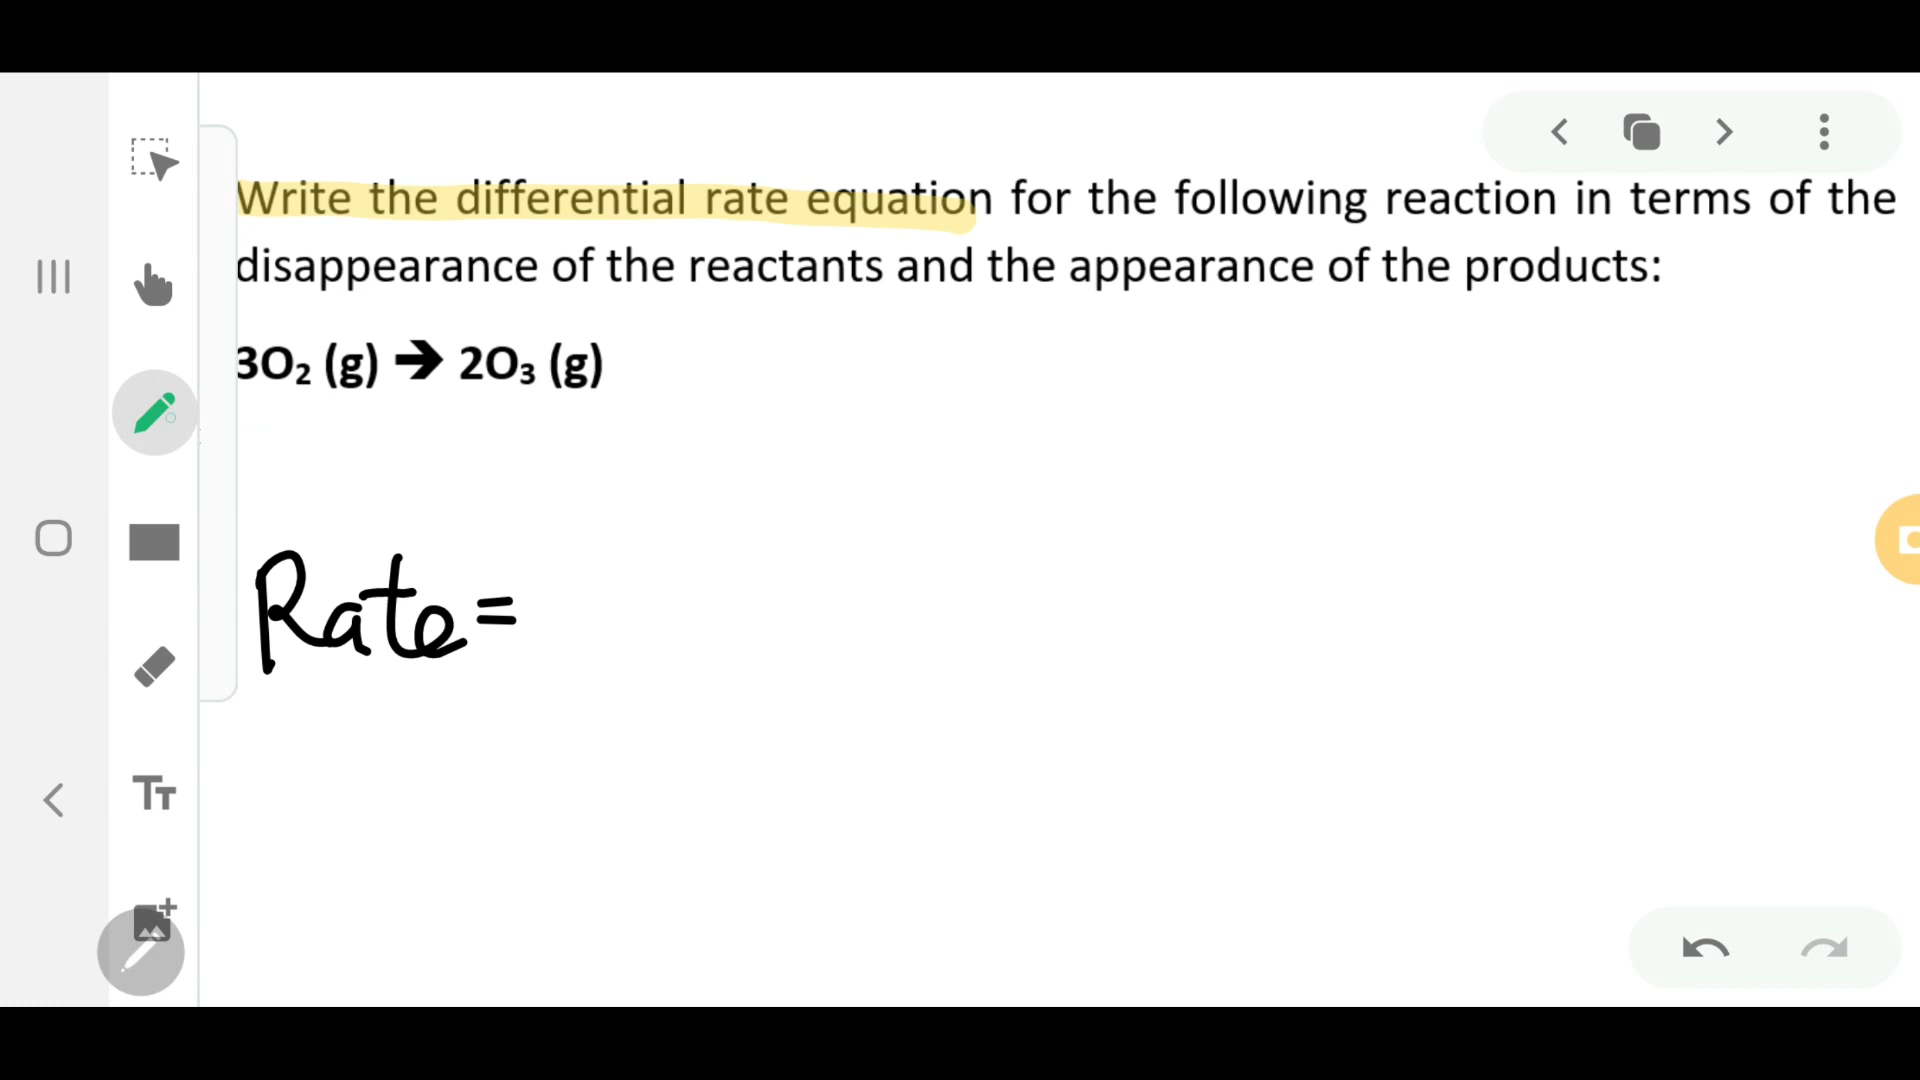 Write the differential rate equation for the following reaction in terms of the
disappearance of the reactants and the appearance of the products:
3O₂ (g) → 2O₃ (g)
Rate=
TT